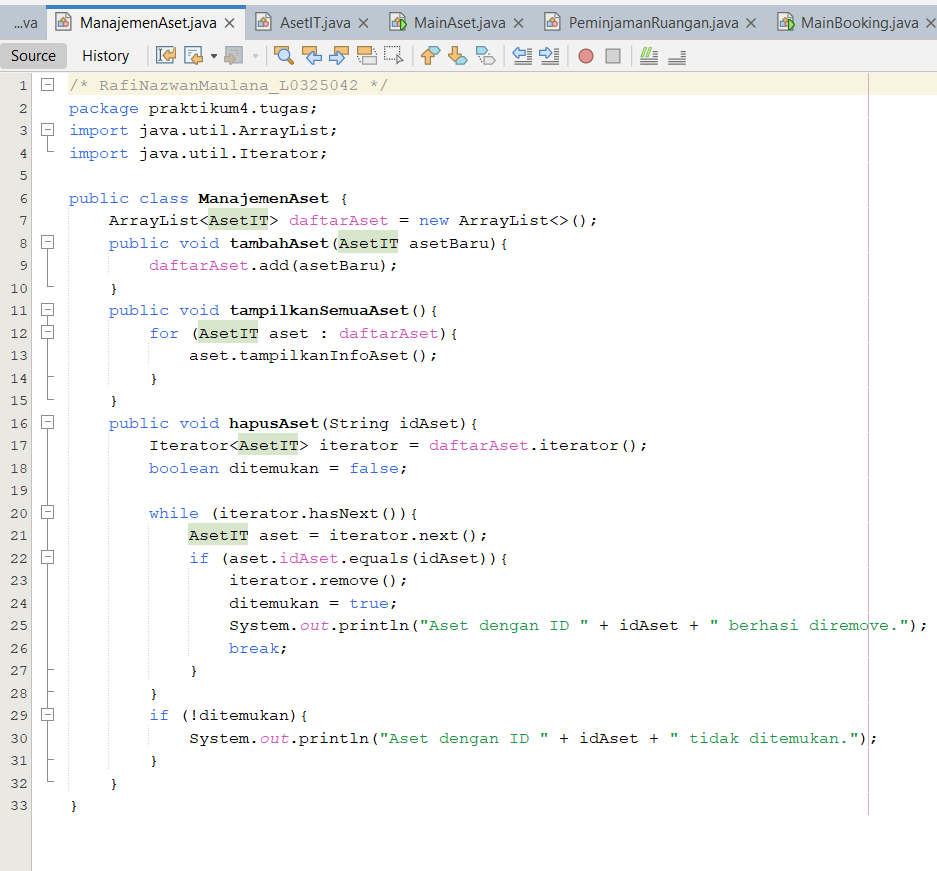 ...va ManajemenAset.java AsetIT.java MainAset.java PeminjamanRuangan.java MainBooking.java
Source History
1 /* RafiNazwanMaulana_L0325042 */
2 package praktikum4.tugas;
3 import java.util.ArrayList;
4 import java.util.Iterator;
5
6 public class ManajemenAset {
7 ArrayList<AsetIT> daftarAset = new ArrayList<>();
8 public void tambahAset(AsetIT asetBaru){
9 daftarAset.add(asetBaru);
10 }
11 public void tampilkanSemuaAset(){
12 for (AsetIT aset : daftarAset){
13 aset.tampilkanInfoAset();
14 }
15 }
16 public void hapusAset(String idAset){
17 Iterator<AsetIT> iterator = daftarAset.iterator();
18 boolean ditemukan = false;
19
20 while (iterator.hasNext()){
21 AsetIT aset = iterator.next();
22 if (aset.idAset.equals(idAset)){
23 iterator.remove();
24 ditemukan = true;
25 System.out.println("Aset dengan ID " + idAset + " berhasi diremove.");
26 break;
27 }
28 }
29 if (!ditemukan){
30 System.out.println("Aset dengan ID " + idAset + " tidak ditemukan.");
31 }
32 }
33 }